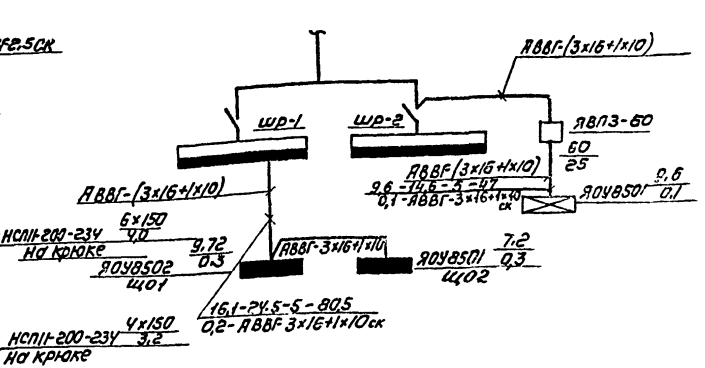 АВВГ-(3х16+1х10)
ШР-1
ШР-2
ЯВПЗ-60
60
25
АВВГ-(3х16+1х10)
9,6-14,6-5-47
0,1-АВВГ-3х16+1х10
ск
ЯОУ8501
9,6
0,1
АВВГ-(3х16+1х10)
НСП11-200-234
6х150
4,0
на крюке
ЯОУ8502
9,72
0,3
ЩО1
АВВГ-3х16+1х10
ЯОУ8501
7,2
0,3
ЩО2
16,1-24,5-5-80,5
0,2-АВВГ-3х16+1х10ск
НСП11-200-234
4х150
3,2
на крюке